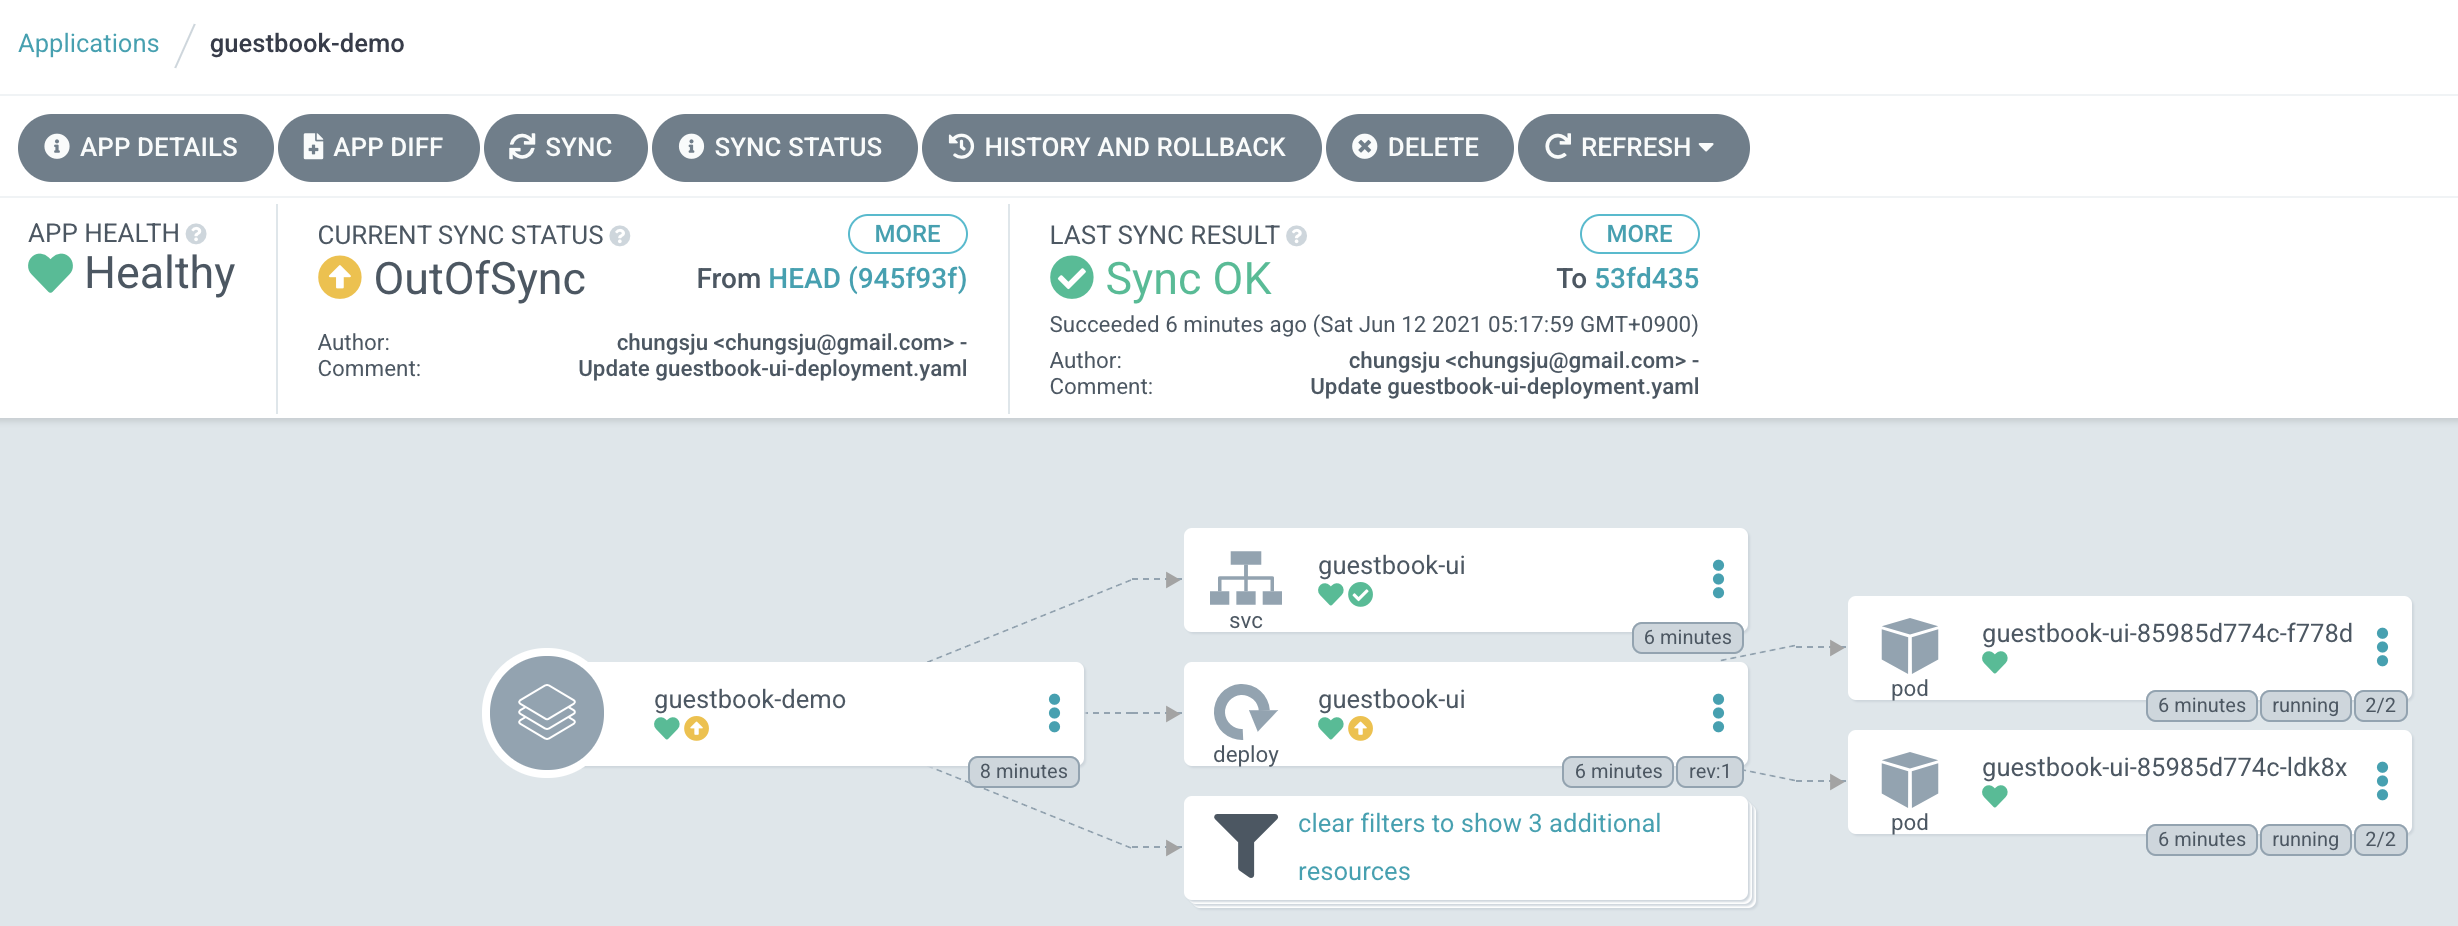 Applications / guestbook-demo
APP DETAILS APP DIFF SYNC SYNC STATUS HISTORY AND ROLLBACK DELETE REFRESH
APP HEALTH
Healthy
CURRENT SYNC STATUS MORE
OutOfSync From HEAD (945f93f)
Author: chungsju <chungsju@gmail.com> -
Comment: Update guestbook-ui-deployment.yaml
LAST SYNC RESULT MORE
Sync OK To 53fd435
Succeeded 6 minutes ago (Sat Jun 12 2021 05:17:59 GMT+0900)
Author: chungsju <chungsju@gmail.com> -
Comment: Update guestbook-ui-deployment.yaml
guestbook-demo
8 minutes
guestbook-ui
svc
6 minutes
guestbook-ui
deploy
6 minutes rev:1
clear filters to show 3 additional
resources
guestbook-ui-85985d774c-f778d
pod
6 minutes running 2/2
guestbook-ui-85985d774c-ldk8x
pod
6 minutes running 2/2